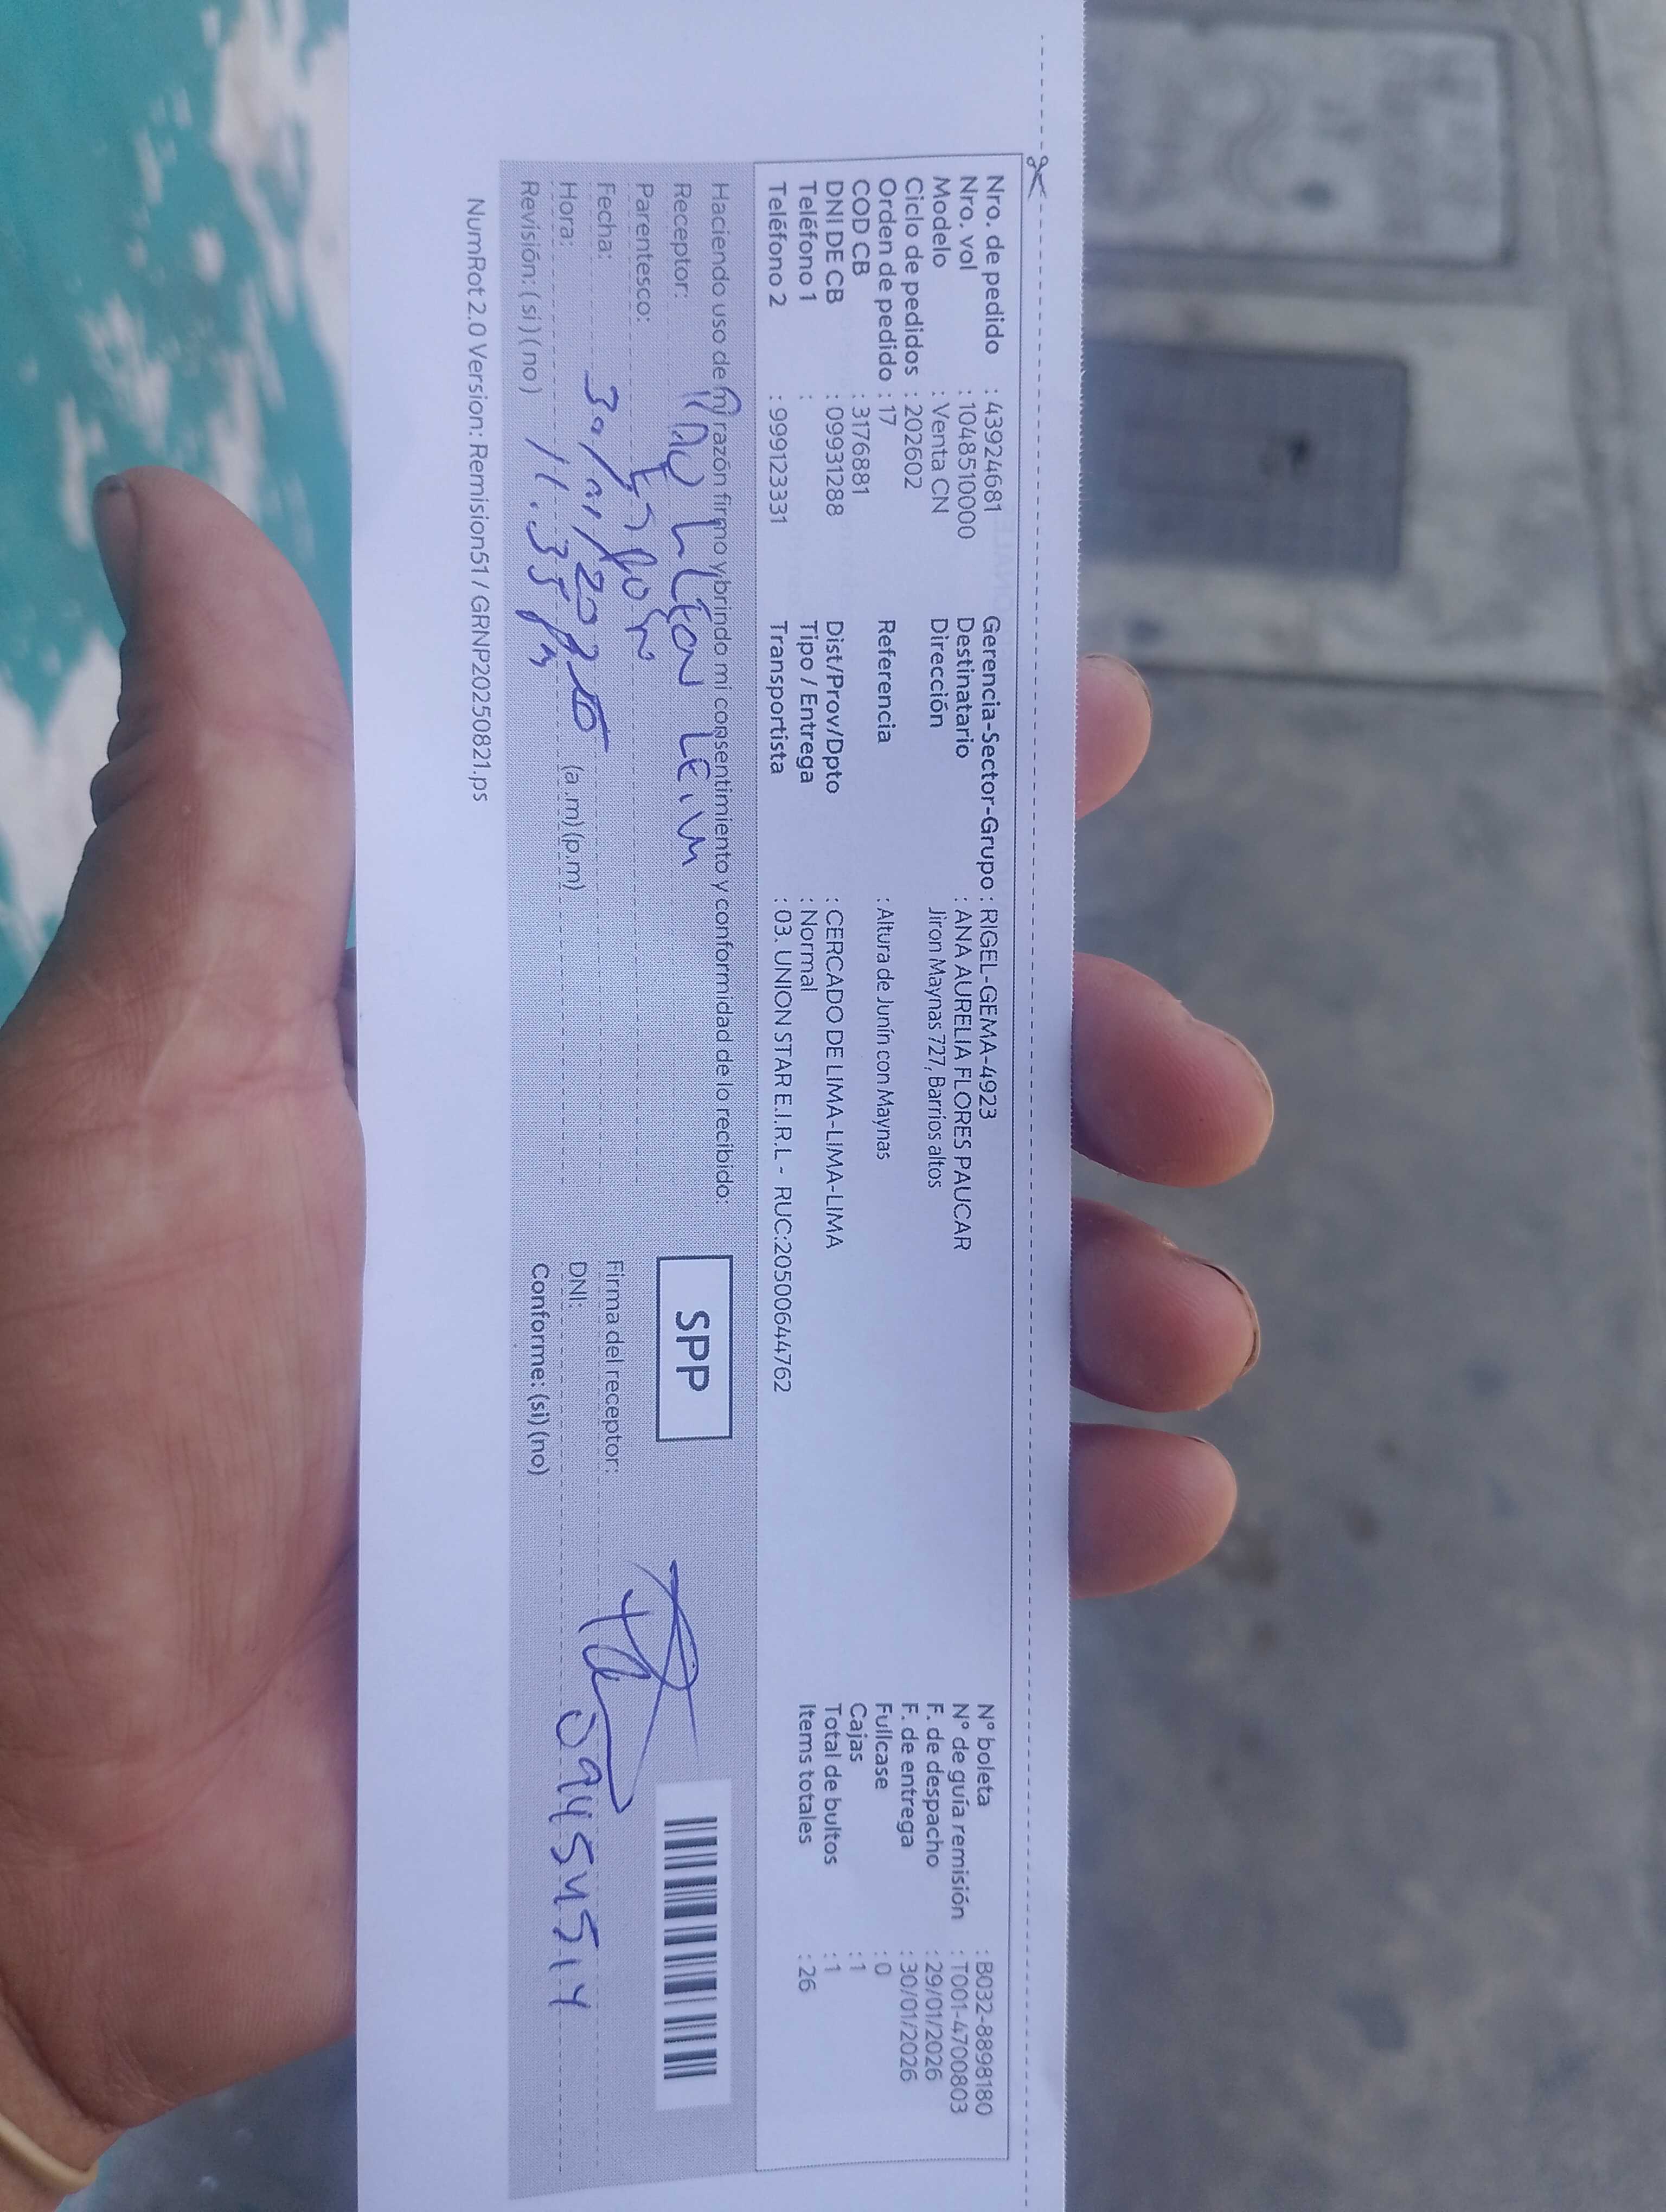 Nro. de pedido : 43924681
Nro. vol : 1048510000
Modelo : Venta CN
Ciclo de pedidos : 202602
Orden de pedido : 17
COD CB : 3176881
DNI DE CB : 09931288
Teléfono 1 :
Teléfono 2 : 999123331
Gerencia-Sector-Grupo : RIGEL-GEMA-4923
Destinatario : ANA AURELIA FLORES PAUCAR
Dirección Jiron Maynas 727, Barrios altos
Referencia : Altura de Junín con Maynas
Dist/Prov/Dpto : CERCADO DE LIMA-LIMA-LIMA
Tipo / Entrega : Normal
Transportista : 03. UNION STAR E.I.R.L - RUC:20500644762
N° boleta : B032-8898180
N° de guía remisión : T001-4700803
F. de despacho : 29/01/2026
F. de entrega : 30/01/2026
Fullcase : 0
Cajas : 1
Total de bultos : 1
Items totales : 26
Haciendo uso de mi razón firmo y brindo mi consentimiento y conformidad de lo recibido:
Receptor:
Parentesco:
Fecha:
Hora: (a.m) (p.m)
Revisión: (si) (no)
SPP
Firma del receptor:
DNI:
Conforme: (si) (no)
NumRot 2.0 Version: Remision51 / GRNP20250821.ps